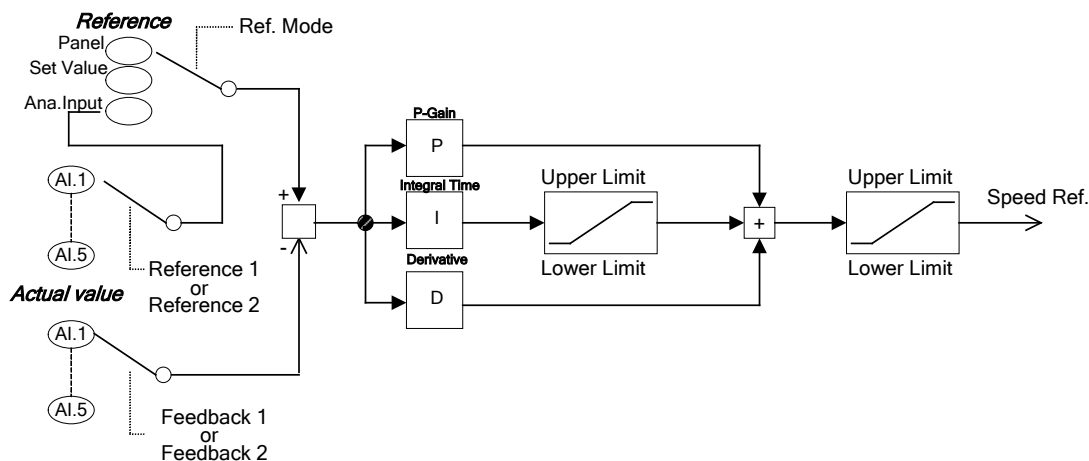 Reference
Panel
Set Value
Ana.Input
Ref. Mode
AI.1
AI.5
Reference 1
or
Reference 2
Actual value
AI.1
AI.5
Feedback 1
or
Feedback 2
+
-
P-Gain
P
Integral Time
I
Derivative
D
Upper Limit
Lower Limit
+
Upper Limit
Lower Limit
Speed Ref.